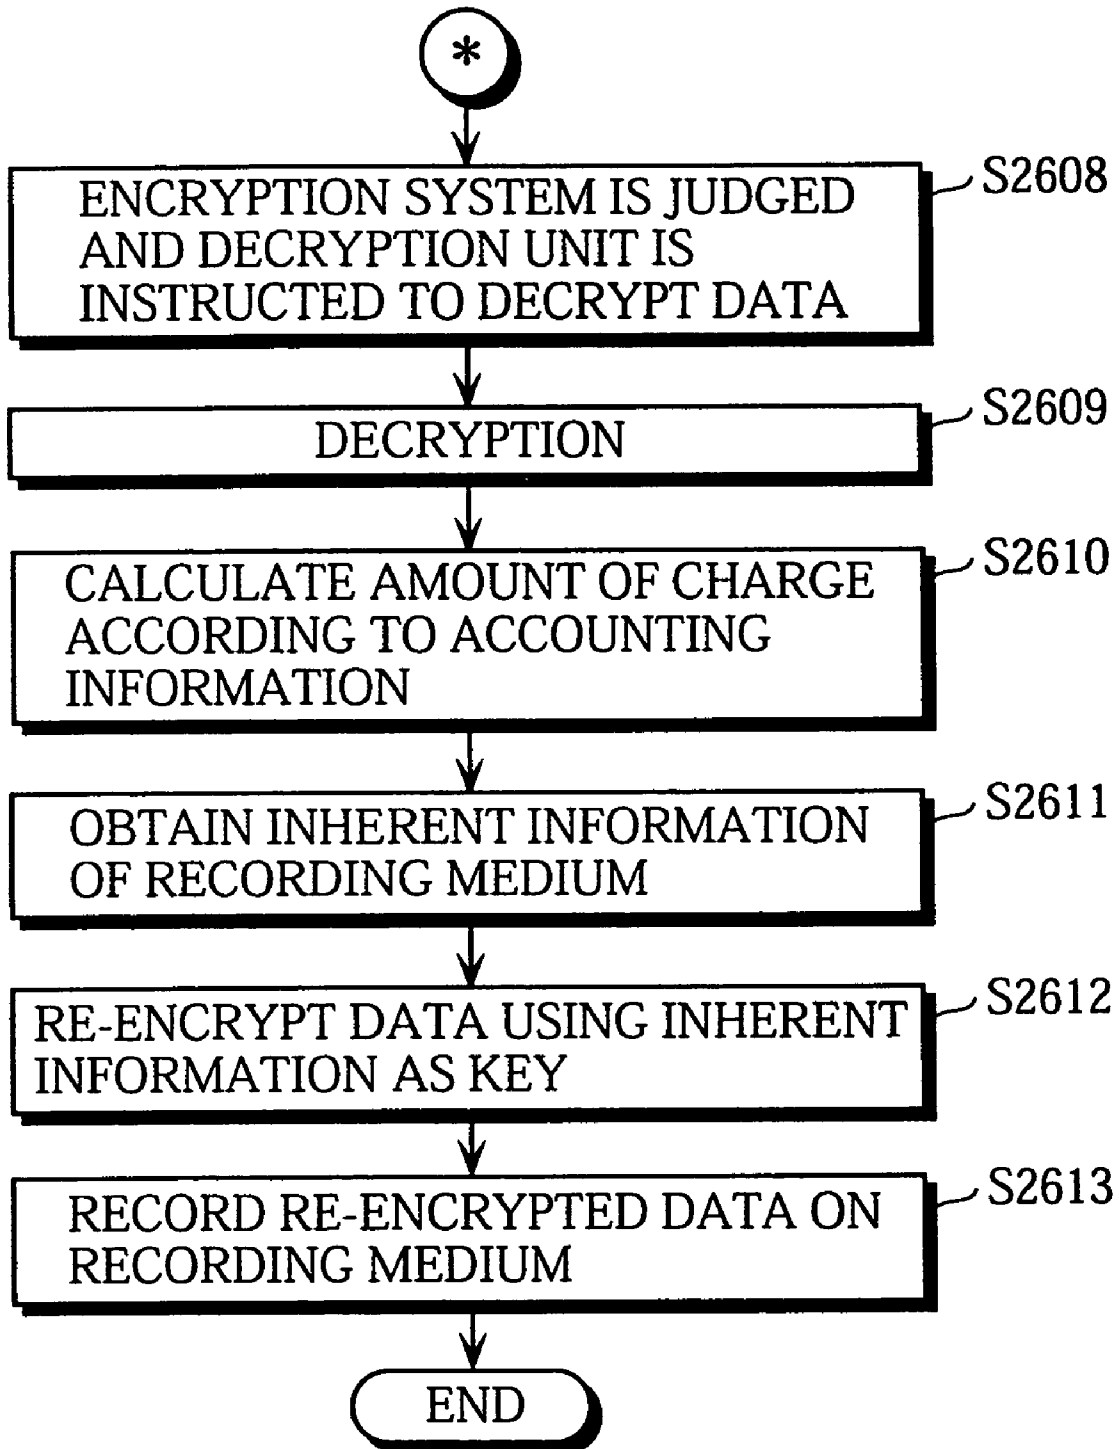 *
S2608
ENCRYPTION SYSTEM IS JUDGED
AND DECRYPTION UNIT IS
INSTRUCTED TO DECRYPT DATA
S2609
DECRYPTION
S2610
CALCULATE AMOUNT OF CHARGE
ACCORDING TO ACCOUNTING
INFORMATION
S2611
OBTAIN INHERENT INFORMATION
OF RECORDING MEDIUM
S2612
RE-ENCRYPT DATA USING INHERENT
INFORMATION AS KEY
S2613
RECORD RE-ENCRYPTED DATA ON
RECORDING MEDIUM
END